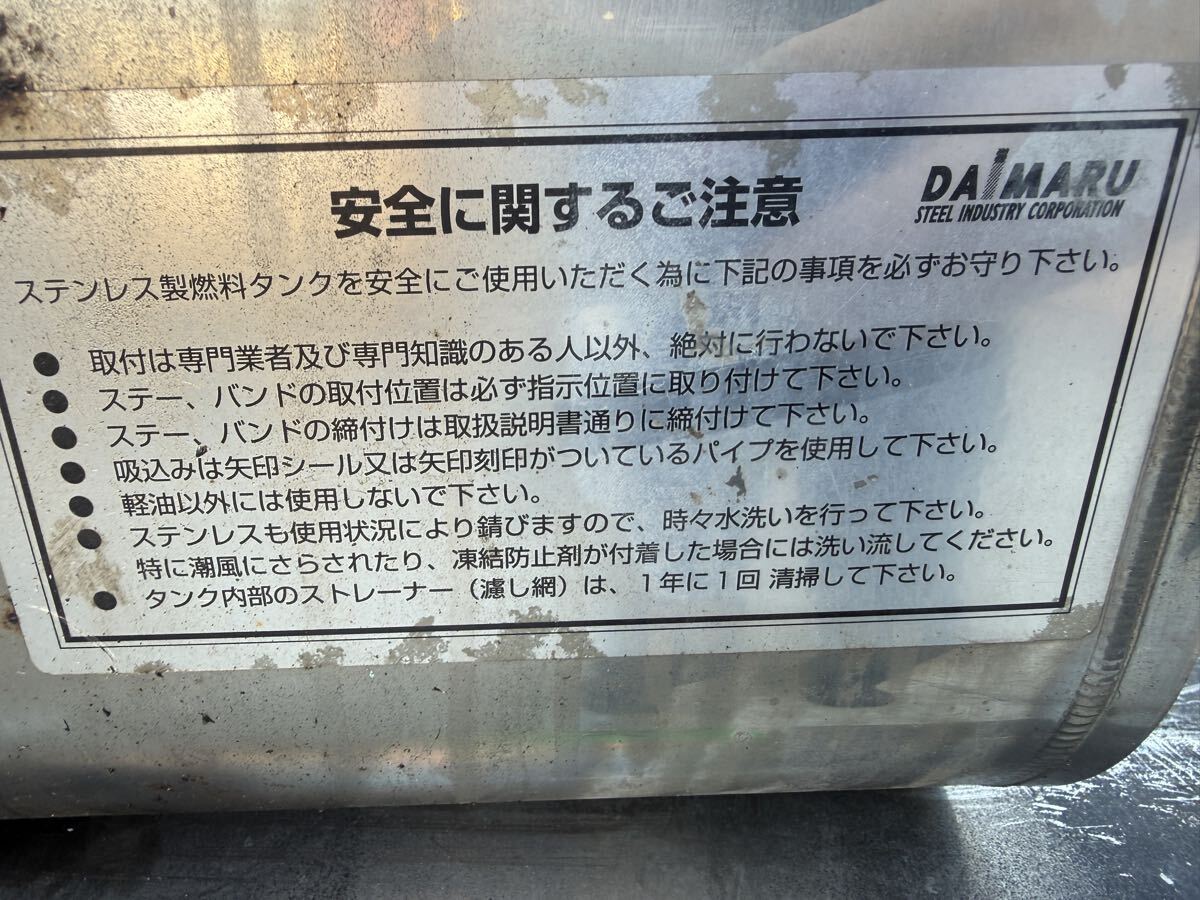 安全に関するご注意
DAIMARU
STEEL INDUSTRY CORPORATION
ステンレス製燃料タンクを安全にご使用いただく為に下記の事項を必ずお守り下さい。
● 取付は専門業者及び専門知識のある人以外、絶対に行わないで下さい。
● ステー、バンドの取付位置は必ず指示位置に取り付けて下さい。
● ステー、バンドの締付けは取扱説明書通りに締付けて下さい。
● 吸込みは矢印シール又は矢印刻印がついているパイプを使用して下さい。
● 軽油以外には使用しないで下さい。
● ステンレスも使用状況により錆びますので、時々水洗いを行って下さい。
特に潮風にさらされたり、凍結防止剤が付着した場合には洗い流してください。
● タンク内部のストレーナー（濾し網）は、１年に１回 清掃して下さい。